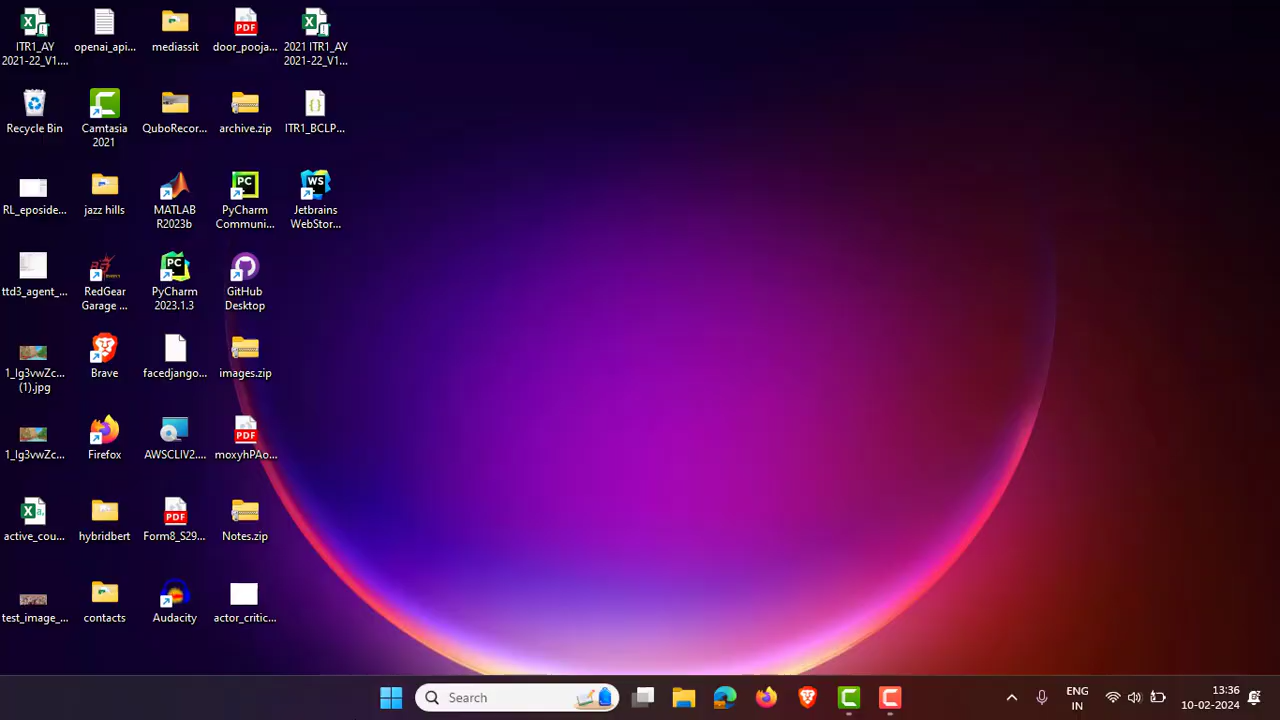 ITR1_AY
2021-22_V1....
openai_api...
mediassit
door_pooja...
2021 ITR1_AY
2021-22_V1...
Recycle Bin
Camtasia
2021
QuboRecor...
archive.zip
ITR1_BCLP...
RL_eposide...
jazz hills
MATLAB
R2023b
PyCharm
Communi...
Jetbrains
WebStor...
ttd3_agent_...
RedGear
Garage ...
PyCharm
2023.1.3
GitHub
Desktop
1_lg3vwZc...
(1).jpg
Brave
facedjango...
images.zip
1_lg3vwZc...
Firefox
AWSCLIV2....
moxyhPAo...
active_cou...
hybridbert
Form8_S29...
Notes.zip
test_image_...
contacts
Audacity
actor_critic...
Search
ENG
IN
13:36
10-02-2024